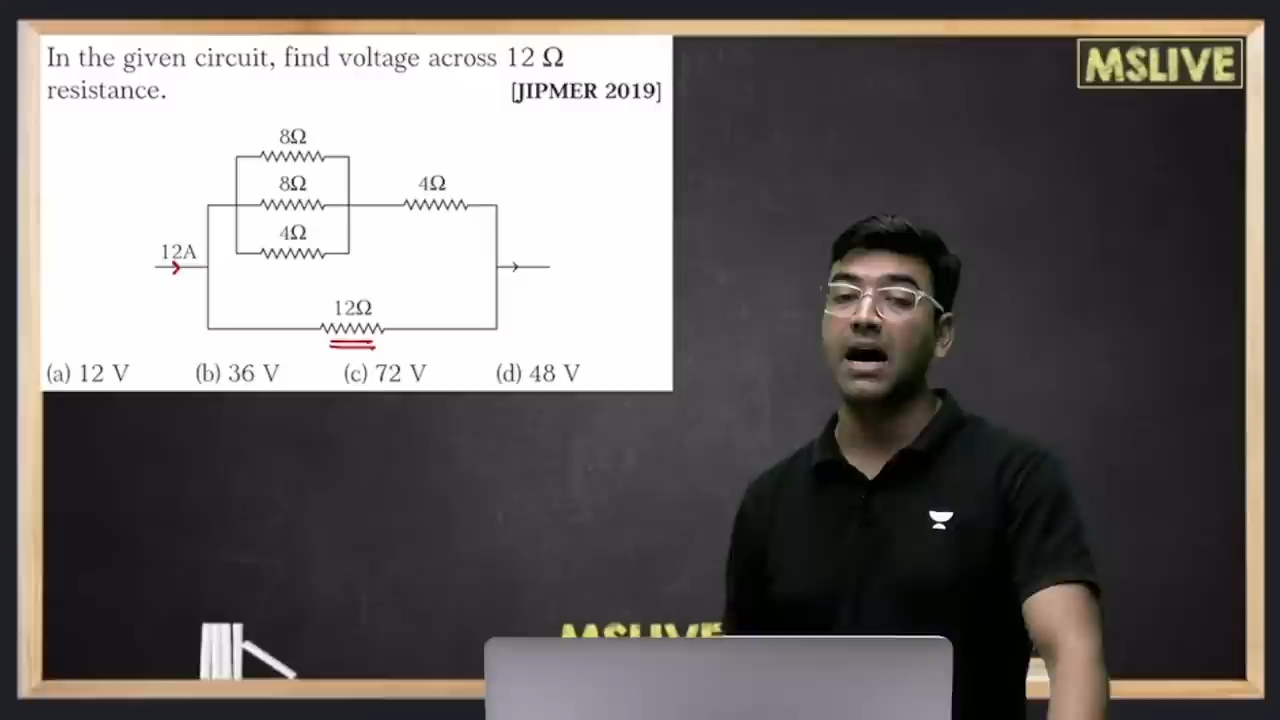 In the given circuit, find voltage across 12 Ω
resistance.
[JIPMER 2019]
MSLIVE
8Ω
8Ω
4Ω
4Ω
12A
12Ω
(a) 12 V (b) 36 V (c) 72 V (d) 48 V
MSLIVE